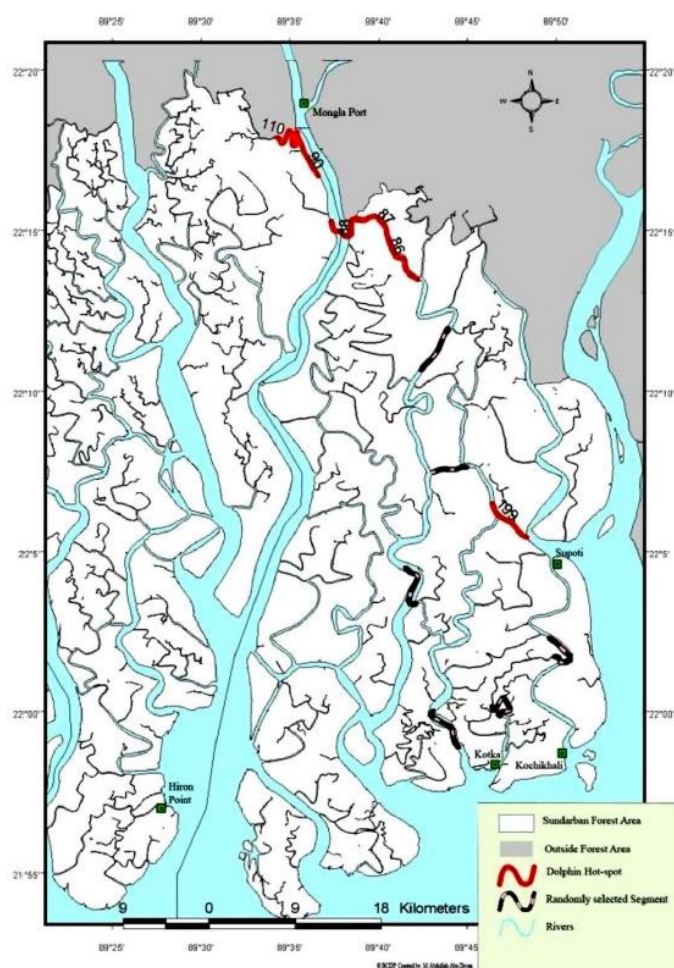 89°25' 89°30' 89°35' 89°40' 89°45' 89°50'
22°20' 22°20'
N
W E
S
Mongla Port
110
90
22°15' 22°15'
88
87
86
22°10' 22°10'
199
22°5' 22°5'
Supoti
22°00' 22°00'
Kotka Kochikhali
Hiron
Point
Sundarban Forest Area
Outside Forest Area
21°55' 21°55'
Dolphin Hot-spot
Randomly selected Segment
9 0 9 18 Kilometers
Rivers
89°25' 89°30' 89°35' 89°40' 89°45'